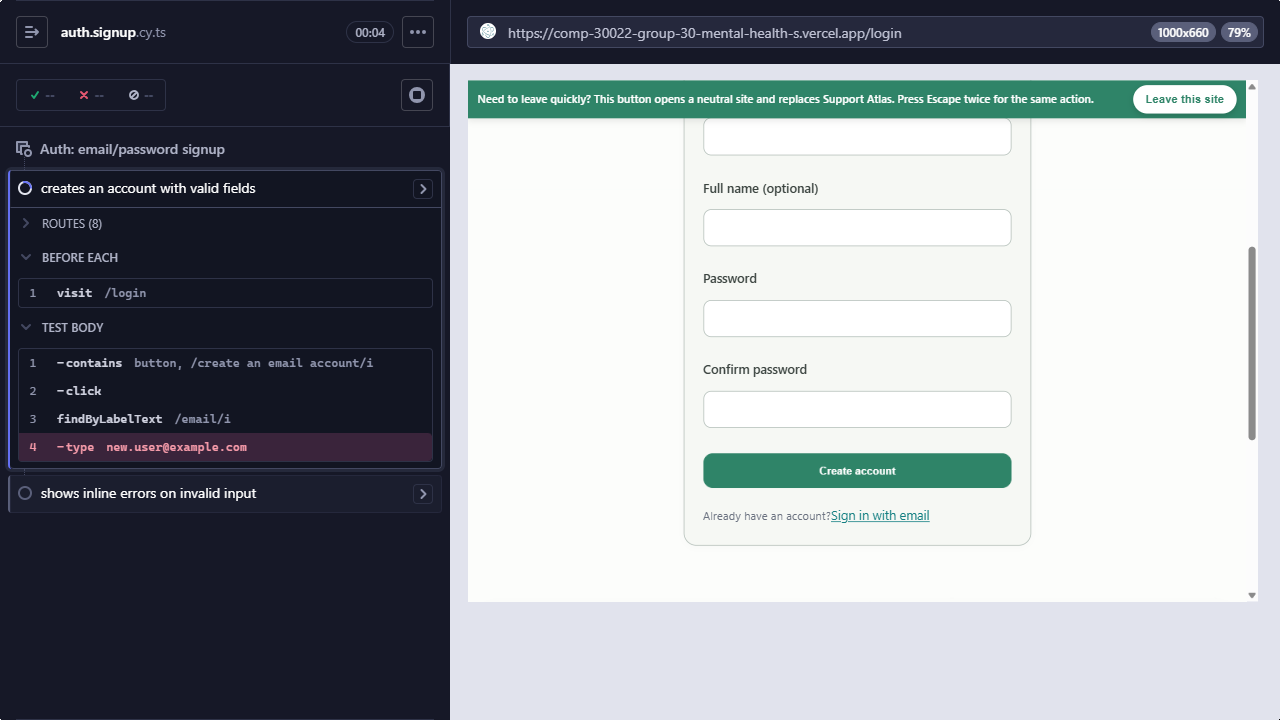 auth.signup.cy.ts
00:04
--
--
--
Auth: email/password signup
creates an account with valid fields
ROUTES (8)
BEFORE EACH
1 visit /login
TEST BODY
1 -contains button, /create an email account/i
2 -click
3 findByLabelText /email/i
4 -type new.user@example.com
shows inline errors on invalid input
https://comp-30022-group-30-mental-health-s.vercel.app/login
1000x660
79%
Need to leave quickly? This button opens a neutral site and replaces Support Atlas. Press Escape twice for the same action.
Leave this site
Full name (optional)
Password
Confirm password
Create account
Already have an account?Sign in with email